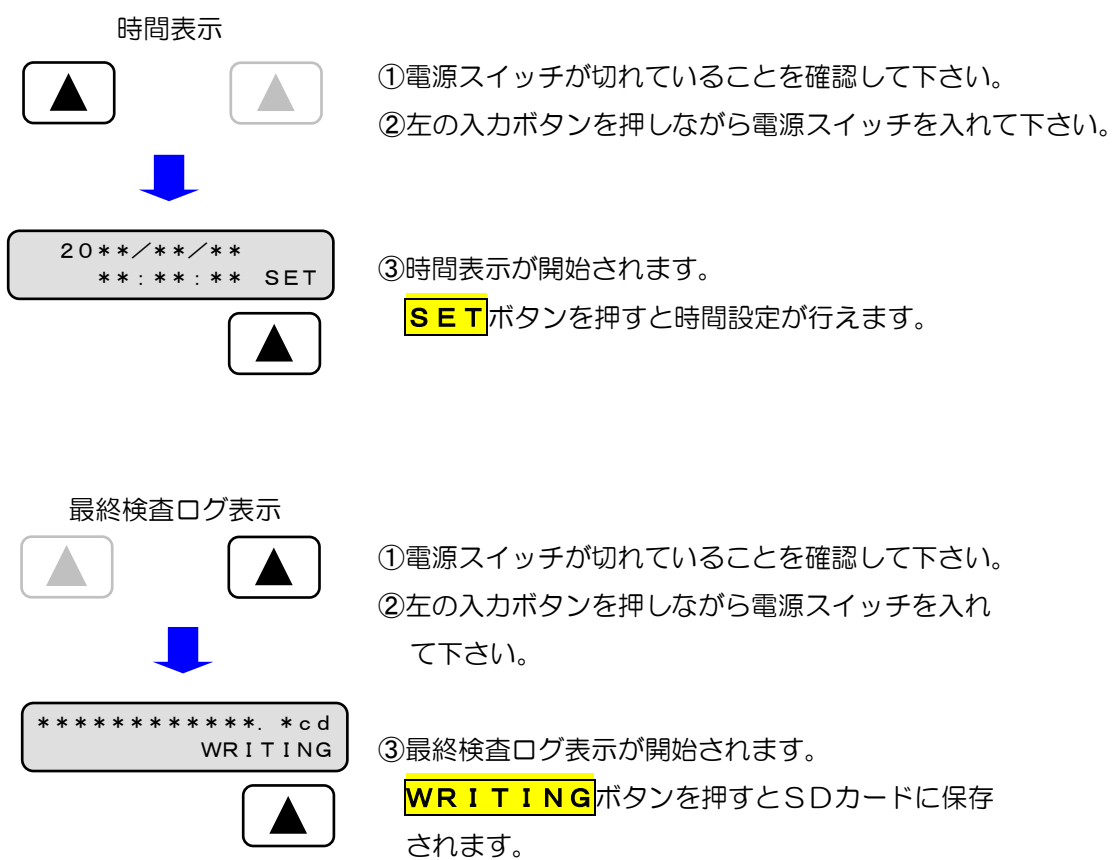 時間表示
▲ ▲
①電源スイッチが切れていることを確認して下さい。
②左の入力ボタンを押しながら電源スイッチを入れて下さい。
20**/**/**
**:**:** SET
③時間表示が開始されます。
SETボタンを押すと時間設定が行えます。
▲
最終検査ログ表示
▲ ▲
①電源スイッチが切れていることを確認して下さい。
②左の入力ボタンを押しながら電源スイッチを入れ
て下さい。
************.*cd
WRITING
③最終検査ログ表示が開始されます。
WRITINGボタンを押すとSDカードに保存
されます。
▲